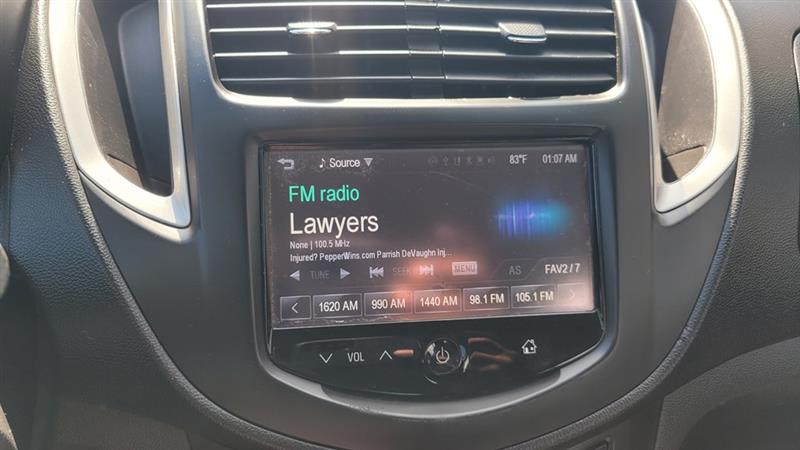 Source 83°F 01:07 AM
FM radio
Lawyers
None | 100.5 MHz
Injured? PepperWins.com Parrish DeVaughn Inj...
TUNE SEEK MENU AS FAV2/7
1620 AM 990 AM 1440 AM 98.1 FM 105.1 FM
VOL